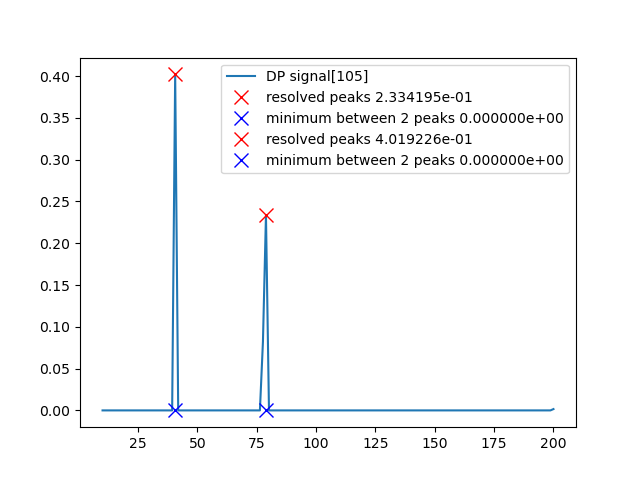 DP signal[105]
resolved peaks 2.334195e-01
minimum between 2 peaks 0.000000e+00
resolved peaks 4.019226e-01
minimum between 2 peaks 0.000000e+00
0.40
0.35
0.30
0.25
0.20
0.15
0.10
0.05
0.00
25 50 75 100 125 150 175 200